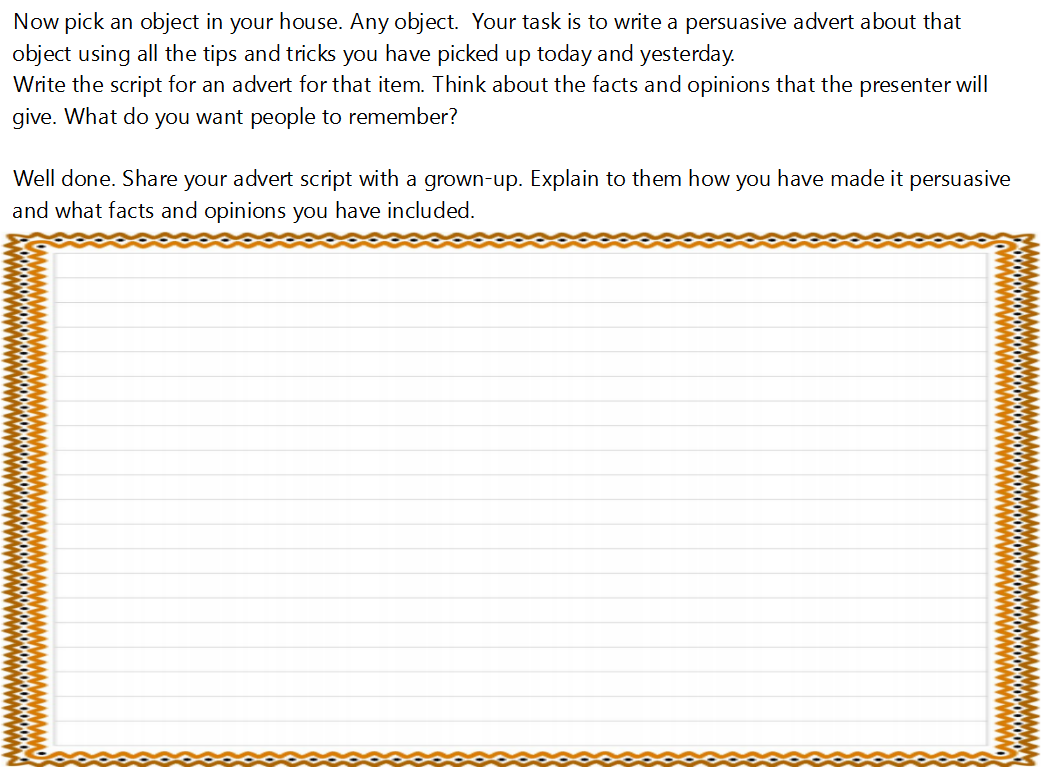 Now pick an object in your house. Any object.  Your task is to write a persuasive advert about that
object using all the tips and tricks you have picked up today and yesterday.
Write the script for an advert for that item. Think about the facts and opinions that the presenter will
give. What do you want people to remember?
Well done. Share your advert script with a grown-up. Explain to them how you have made it persuasive
and what facts and opinions you have included.